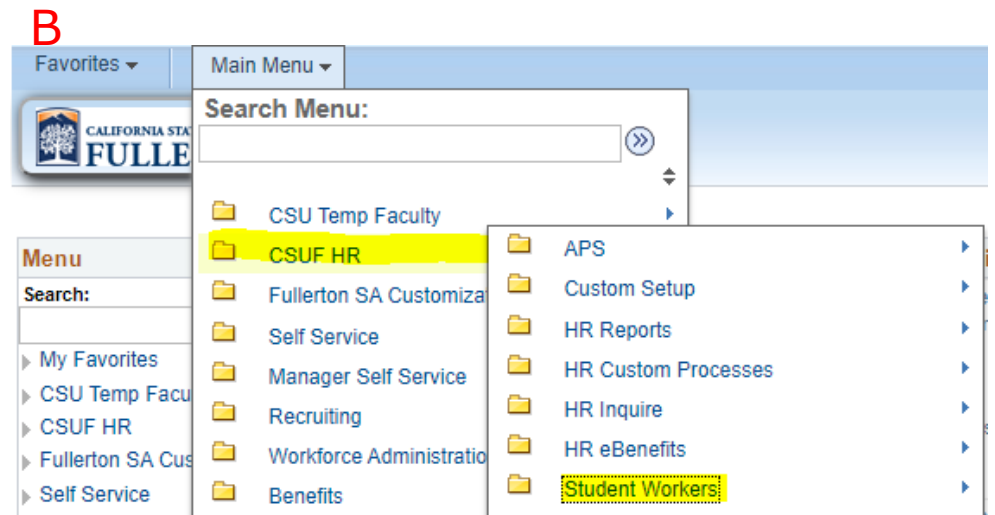 B
Favorites Main Menu
Search Menu:
CALIFORNIA STA
FULLE
CSU Temp Faculty
CSUF HR
Fullerton SA Customizat
Self Service
Manager Self Service
Recruiting
Workforce Administratio
Benefits
APS
Custom Setup
HR Reports
HR Custom Processes
HR Inquire
HR eBenefits
Student Workers
Menu
Search:
My Favorites
CSU Temp Facu
CSUF HR
Fullerton SA Cus
Self Service